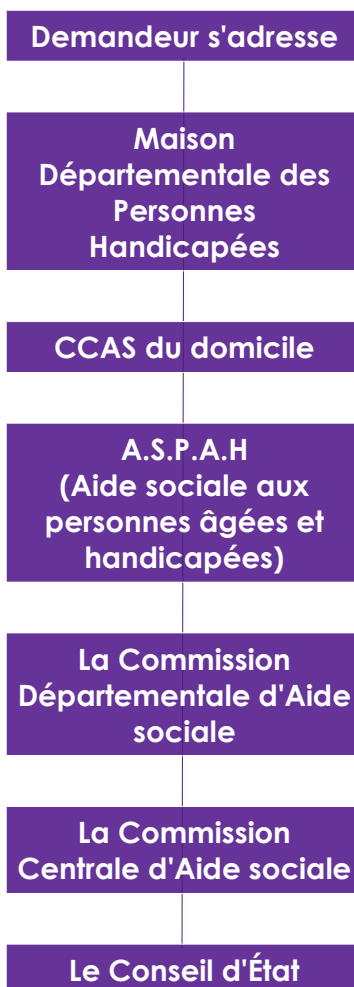 Demandeur s'adresse
Maison
Départementale des
Personnes
Handicapées
CCAS du domicile
A.S.P.A.H
(Aide sociale aux
personnes âgées et
handicapées)
La Commission
Départementale d'Aide
sociale
La Commission
Centrale d'Aide sociale
Le Conseil d'État